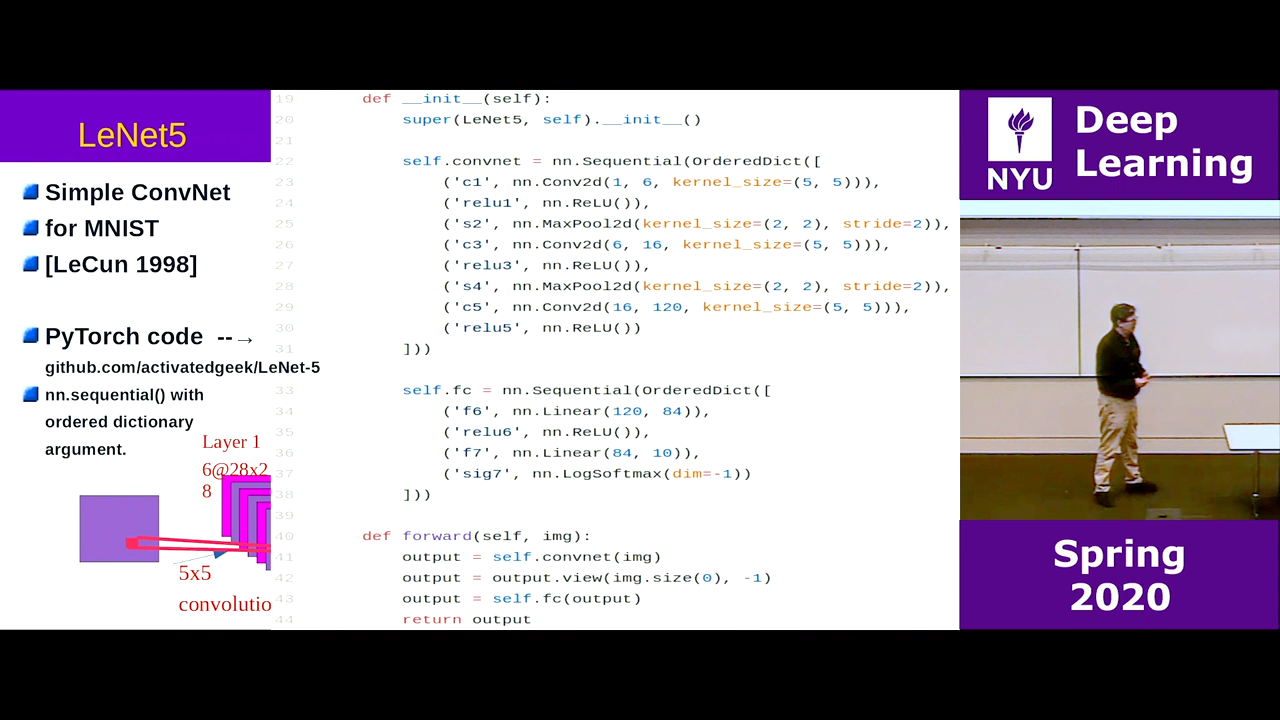 LeNet5
Simple ConvNet
for MNIST
[LeCun 1998]
PyTorch code --→
github.com/activatedgeek/LeNet-5
nn.sequential() with
ordered dictionary
argument.
Layer 1
6@28x2
8
5x5
convolutio
19 def __init__(self):
20 super(LeNet5, self).__init__()
21
22 self.convnet = nn.Sequential(OrderedDict([
23 ('c1', nn.Conv2d(1, 6, kernel_size=(5, 5))),
24 ('relu1', nn.ReLU()),
25 ('s2', nn.MaxPool2d(kernel_size=(2, 2), stride=2)),
26 ('c3', nn.Conv2d(6, 16, kernel_size=(5, 5))),
27 ('relu3', nn.ReLU()),
28 ('s4', nn.MaxPool2d(kernel_size=(2, 2), stride=2)),
29 ('c5', nn.Conv2d(16, 120, kernel_size=(5, 5))),
30 ('relu5', nn.ReLU())
31 ]))
33 self.fc = nn.Sequential(OrderedDict([
34 ('f6', nn.Linear(120, 84)),
35 ('relu6', nn.ReLU()),
36 ('f7', nn.Linear(84, 10)),
37 ('sig7', nn.LogSoftmax(dim=-1))
38 ]))
39
40 def forward(self, img):
41 output = self.convnet(img)
42 output = output.view(img.size(0), -1)
43 output = self.fc(output)
44 return output
NYU
Deep
Learning
Spring
2020